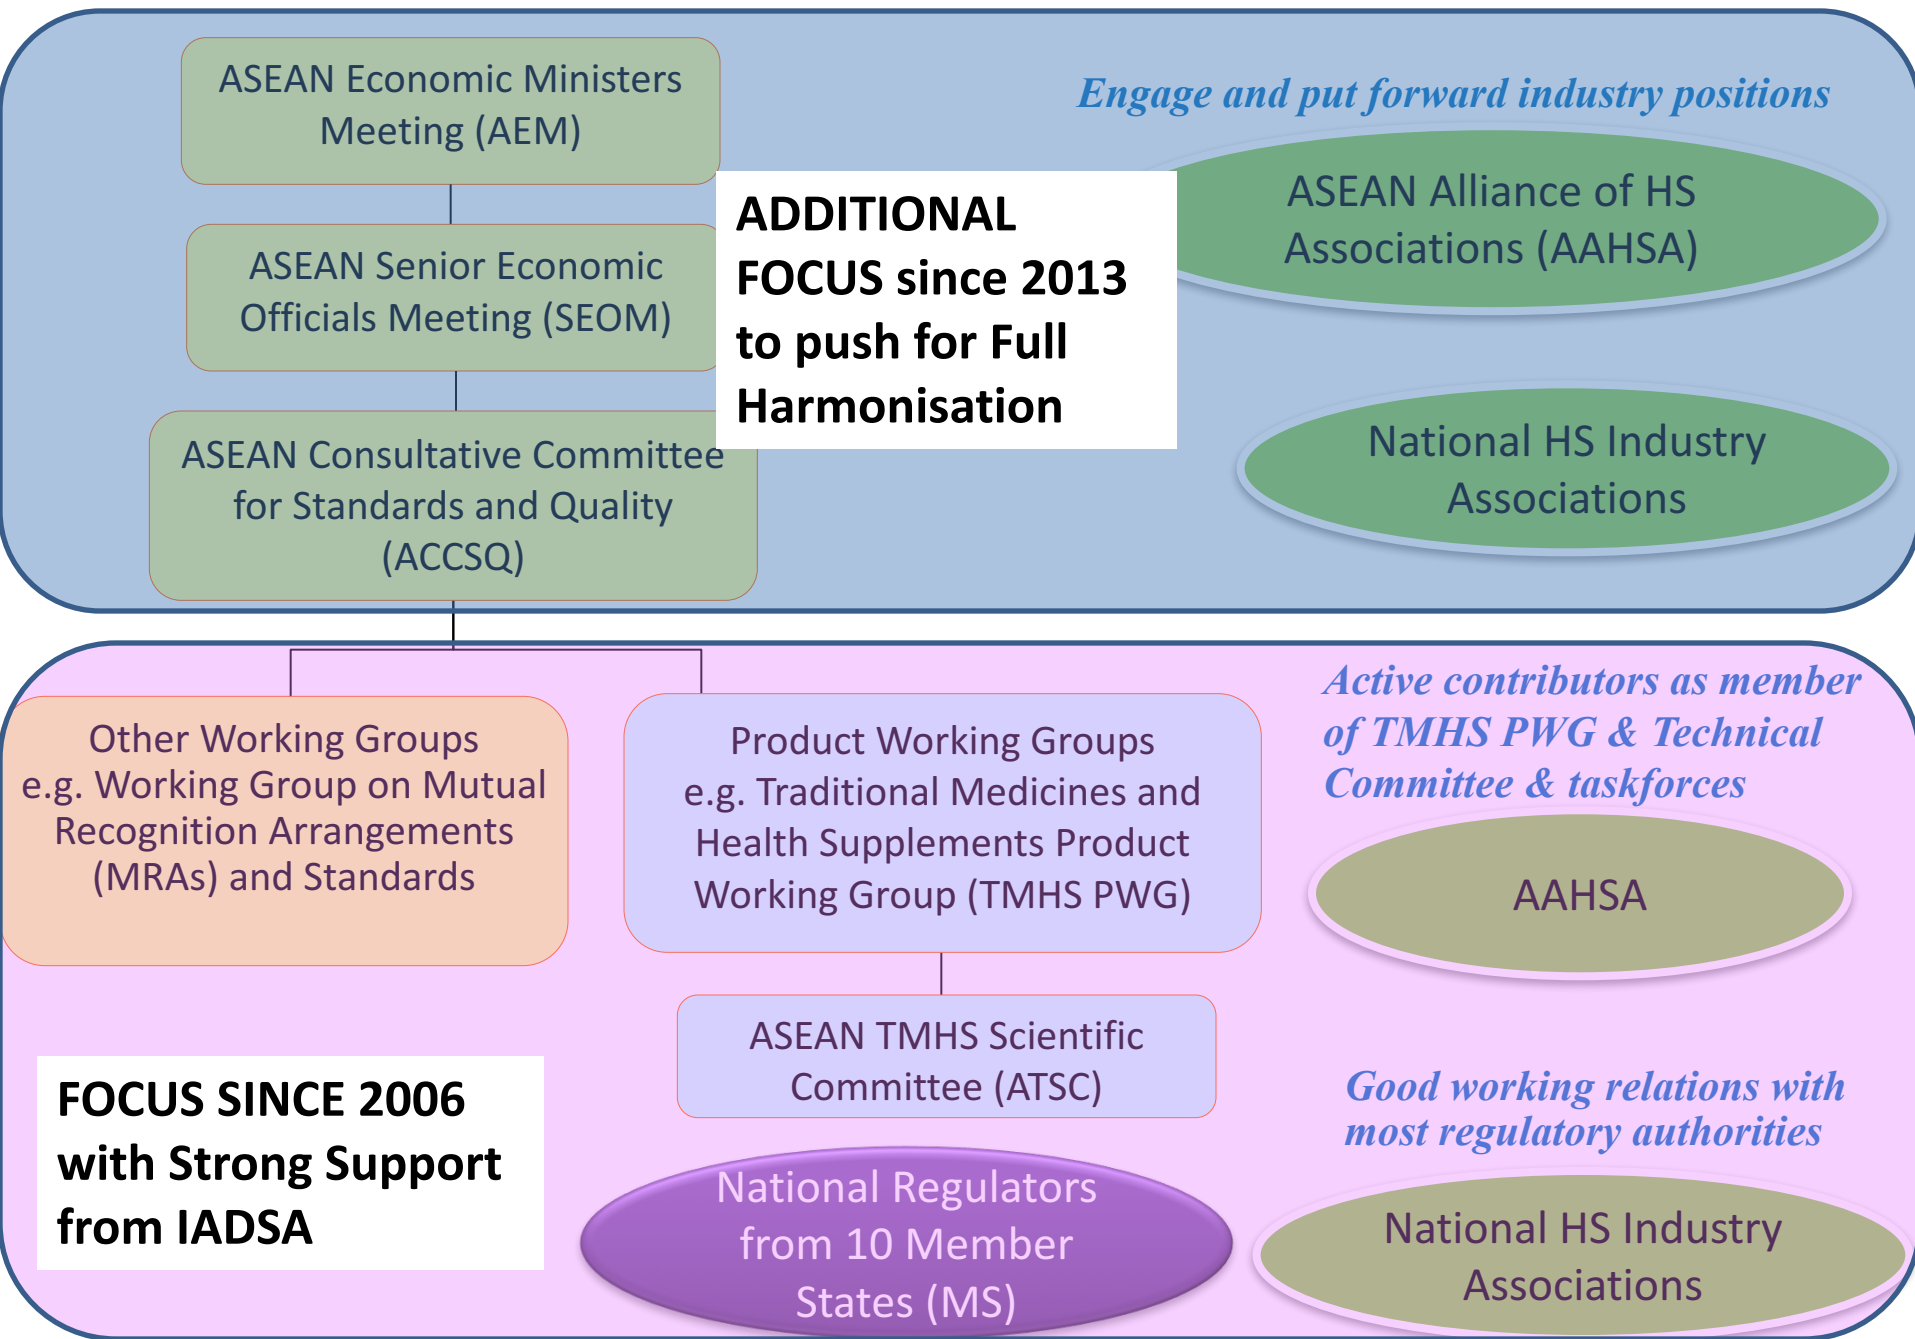 ASEAN Economic Ministers
Meeting (AEM)
ASEAN Senior Economic
Officials Meeting (SEOM)
ASEAN Consultative Committee
for Standards and Quality
(ACCSQ)
ADDITIONAL
FOCUS since 2013
to push for Full
Harmonisation
Engage and put forward industry positions
ASEAN Alliance of HS
Associations (AAHSA)
National HS Industry
Associations
Other Working Groups
e.g. Working Group on Mutual
Recognition Arrangements
(MRAs) and Standards
Product Working Groups
e.g. Traditional Medicines and
Health Supplements Product
Working Group (TMHS PWG)
ASEAN TMHS Scientific
Committee (ATSC)
National Regulators
from 10 Member
States (MS)
FOCUS SINCE 2006
with Strong Support
from IADSA
Active contributors as member
of TMHS PWG & Technical
Committee & taskforces
AAHSA
Good working relations with
most regulatory authorities
National HS Industry
Associations